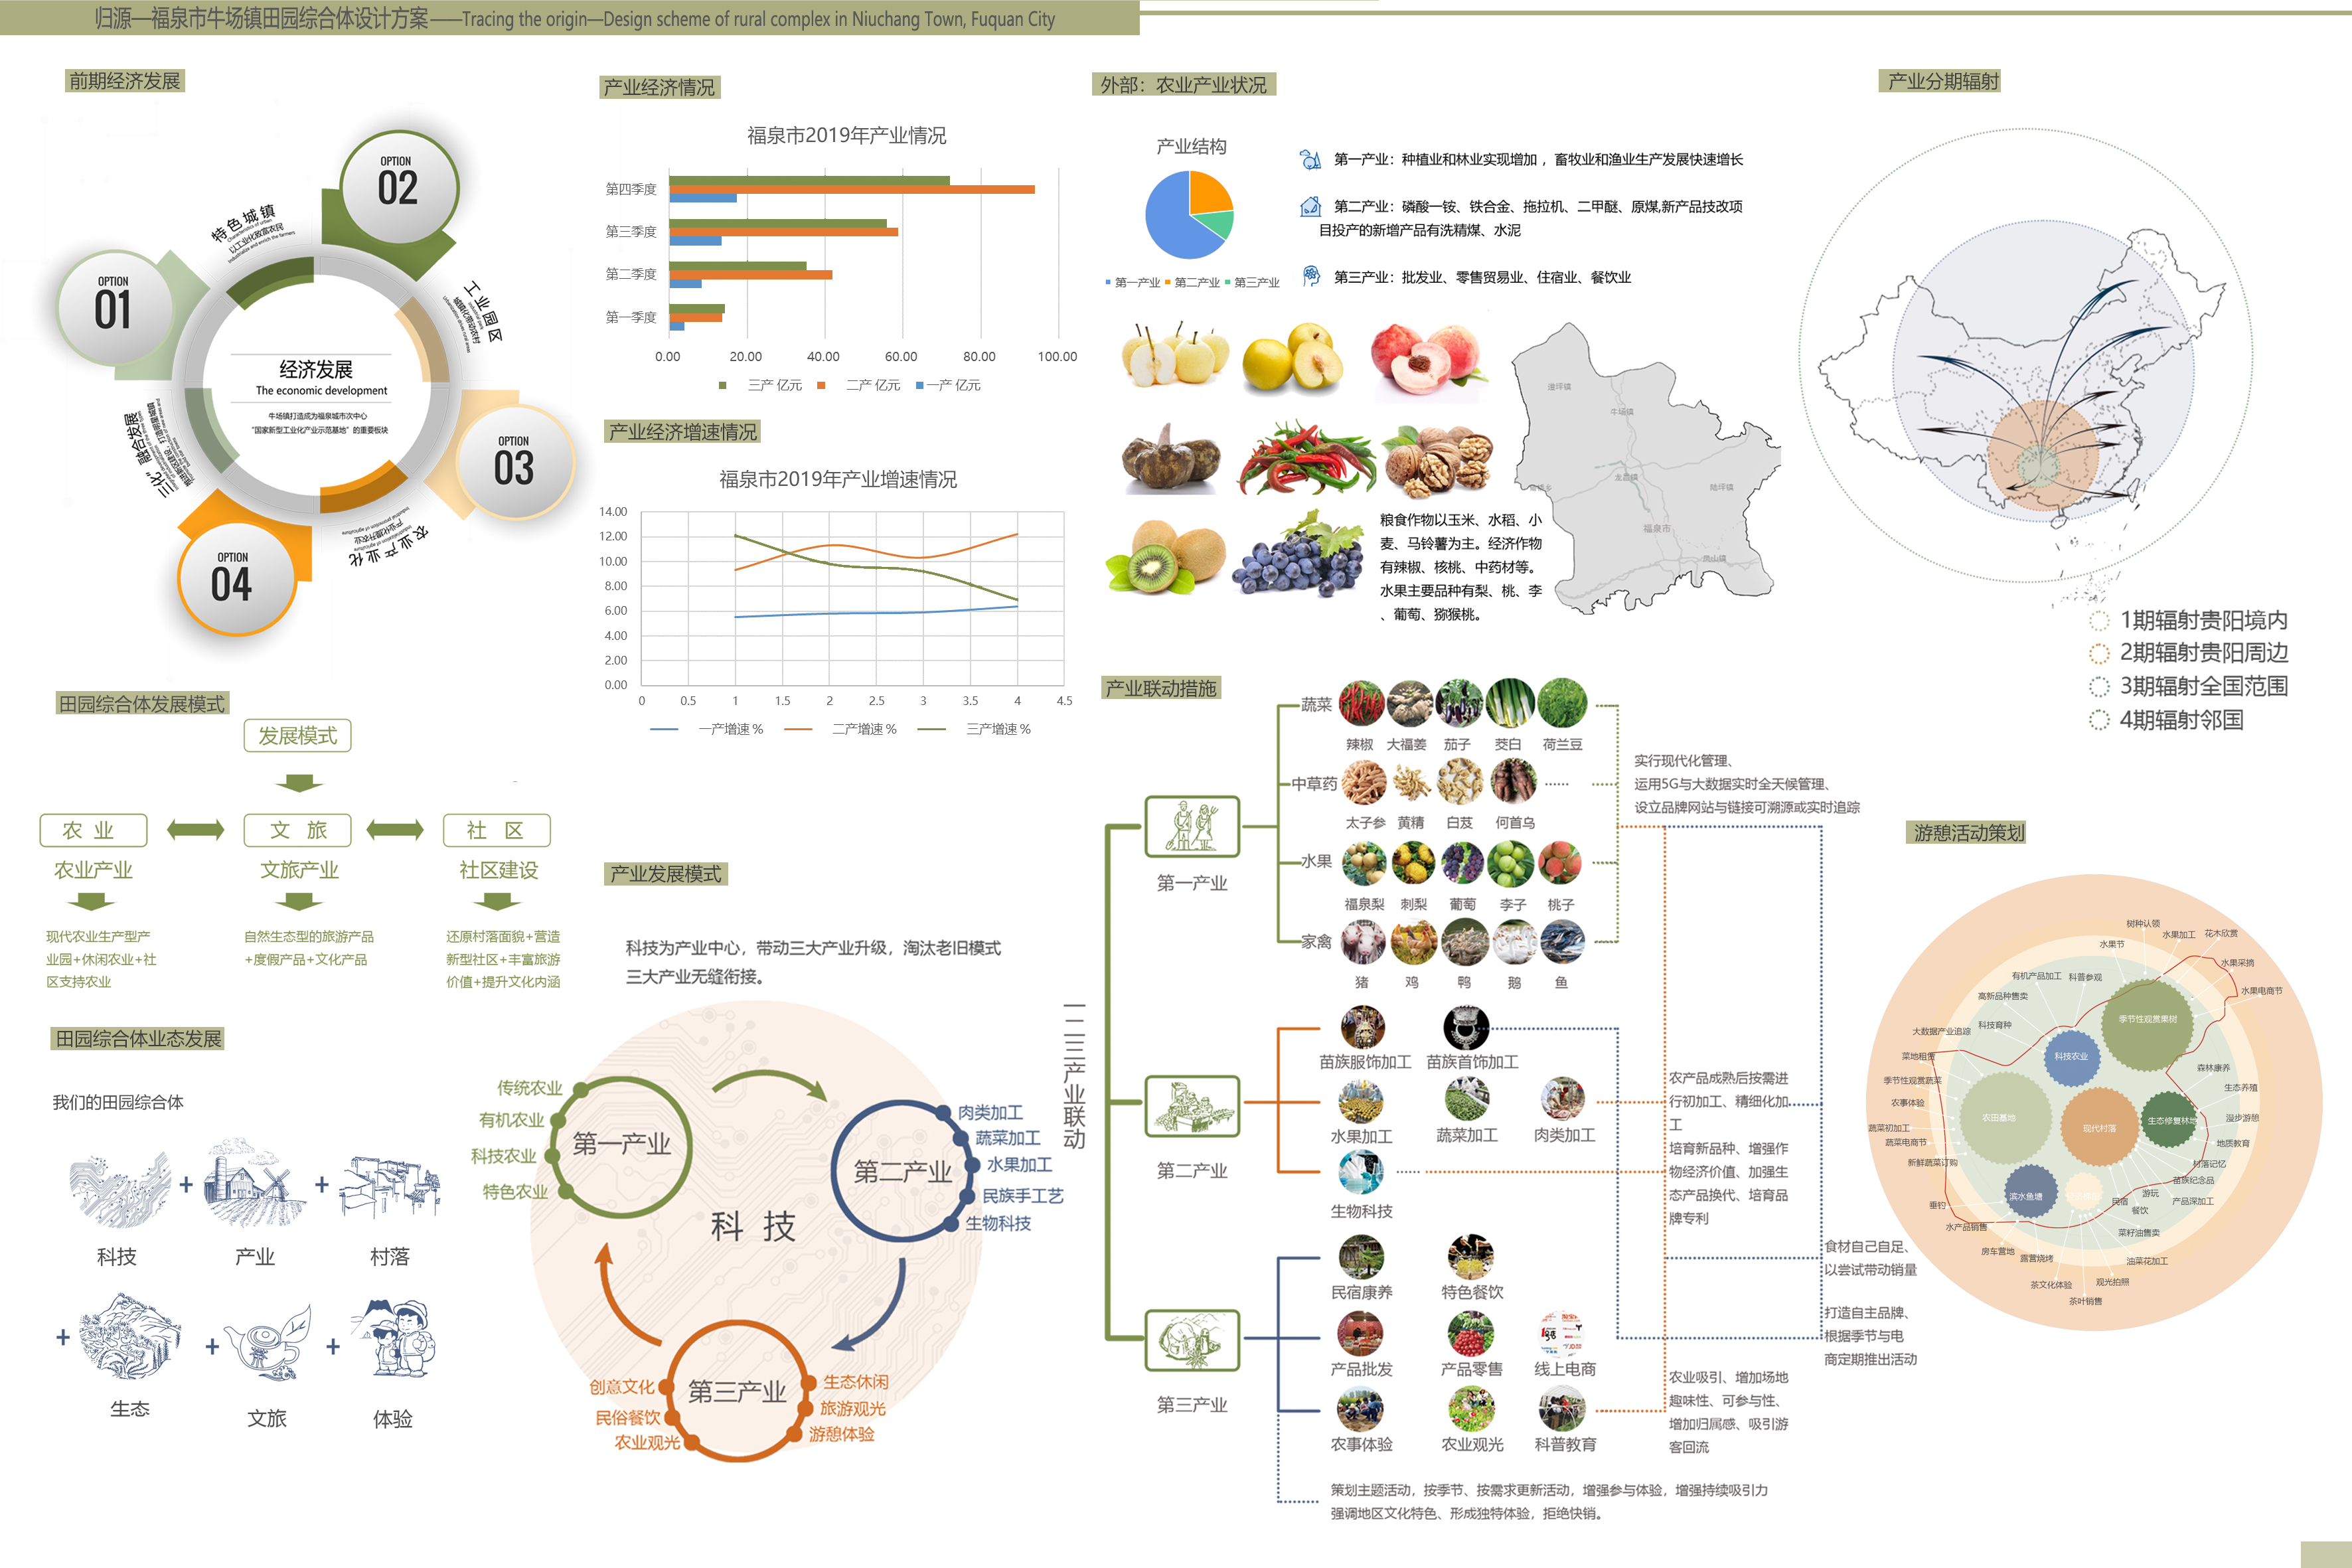 归源—福泉市牛场镇田园综合体设计方案 ——Tracing the origin—Design scheme of rural complex in Niuchang Town, Fuquan City
前期经济发展
OPTION
01
OPTION
02
OPTION
03
OPTION
04
特色城镇
以工业化致富农民
工业园区
城镇化带动农村
农业产业化
产业化提升农业
三化”融合发展
经济发展
The economic development
牛场镇打造成为福泉城市次中心
“国家新型工业化产业示范基地”的重要板块
产业经济情况
福泉市2019年产业情况
第四季度
第三季度
第二季度
第一季度
0.00 20.00 40.00 60.00 80.00 100.00
三产 亿元 二产 亿元 一产 亿元
产业经济增速情况
福泉市2019年产业增速情况
14.00
12.00
10.00
8.00
6.00
4.00
2.00
0.00
0 0.5 1 1.5 2 2.5 3 3.5 4 4.5
一产增速 % 二产增速 % 三产增速 %
外部：农业产业状况
产业结构
第一产业 第二产业 第三产业
第一产业：种植业和林业实现增加 ，畜牧业和渔业生产发展快速增长
第二产业：磷酸一铵、铁合金、拖拉机、二甲醚、原煤,新产品技改项
目投产的新增产品有洗精煤、水泥
第三产业：批发业、零售贸易业、住宿业、餐饮业
粮食作物以玉米、水稻、小
麦、马铃薯为主。经济作物
有辣椒、核桃、中药材等。
水果主要品种有梨、桃、李
、葡萄、猕猴桃。
道坪镇
牛场镇
龙昌镇
陆坪镇
福泉市
凤山镇
产业分期辐射
1期辐射贵阳境内
2期辐射贵阳周边
3期辐射全国范围
4期辐射邻国
田园综合体发展模式
发展模式
农 业
文 旅
社 区
农业产业
文旅产业
社区建设
现代农业生产型产
业园+休闲农业+社
区支持农业
自然生态型的旅游产品
+度假产品+文化产品
还原村落面貌+营造
新型社区+丰富旅游
价值+提升文化内涵
田园综合体业态发展
我们的田园综合体
+ +
科技 产业 村落
+ + +
生态 文旅 体验
产业发展模式
科技为产业中心，带动三大产业升级，淘汰老旧模式
三大产业无缝衔接。
传统农业
有机农业
科技农业
特色农业
第一产业
科 技
第二产业
肉类加工
蔬菜加工
水果加工
民族手工艺
生物科技
第三产业
创意文化
民俗餐饮
农业观光
生态休闲
旅游观光
游憩体验
产业联动措施
一二三产业联动
第一产业
蔬菜
辣椒 大福姜 茄子 茭白 荷兰豆
中草药
太子参 黄精 白芨 何首乌
水果
福泉梨 刺梨 葡萄 李子 桃子
家禽
猪 鸡 鸭 鹅 鱼
实行现代化管理、
运用5G与大数据实时全天候管理、
设立品牌网站与链接可溯源或实时追踪
第二产业
苗族服饰加工 苗族首饰加工
水果加工 蔬菜加工 肉类加工
生物科技
农产品成熟后按需进
行初加工、精细化加
工
培育新品种、增强作
物经济价值、加强生
态产品换代、培育品
牌专利
第三产业
民宿康养 特色餐饮
产品批发 产品零售 线上电商
农事体验 农业观光 科普教育
食材自己自足、
以尝试带动销量
打造自主品牌、
根据季节与电
商定期推出活动
农业吸引、增加场地
趣味性、可参与性、
增加归属感、吸引游
客回流
策划主题活动，按季节、按需求更新活动，增强参与体验，增强持续吸引力
强调地区文化特色、形成独特体验，拒绝快销。
游憩活动策划
树种认领
水果加工
花木欣赏
水果节
水果采摘
水果电商节
有机产品加工
科普参观
高新品种售卖
科技育种
大数据产业追踪
菜地租赁
季节性观赏蔬菜
农事体验
蔬菜初加工
蔬菜电商节
新鲜蔬菜订购
季节性观赏果树
科技农业
农田基地
现代村落
生态修复林地
滨水鱼塘
森林康养
生态养殖
漫步游憩
地质教育
村落记忆
苗族纪念品
产品深加工
游玩
民宿
餐饮
垂钓
水产品销售
房车营地
露营烧烤
菜籽油售卖
油菜花加工
观光拍照
茶文化体验
茶叶销售